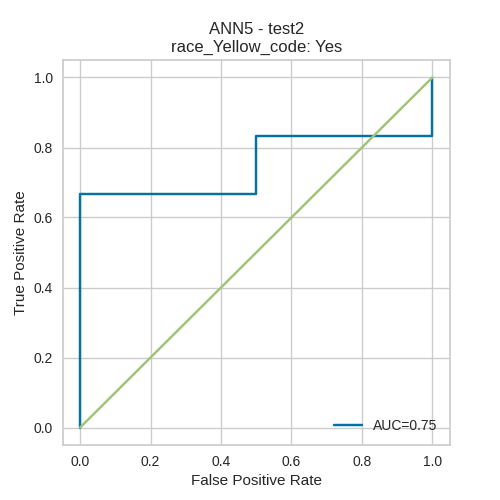 ANN5 - test2
race_Yellow_code: Yes
1.0
0.8
0.6
0.4
0.2
0.0
True Positive Rate
AUC=0.75
0.0 0.2 0.4 0.6 0.8 1.0
False Positive Rate